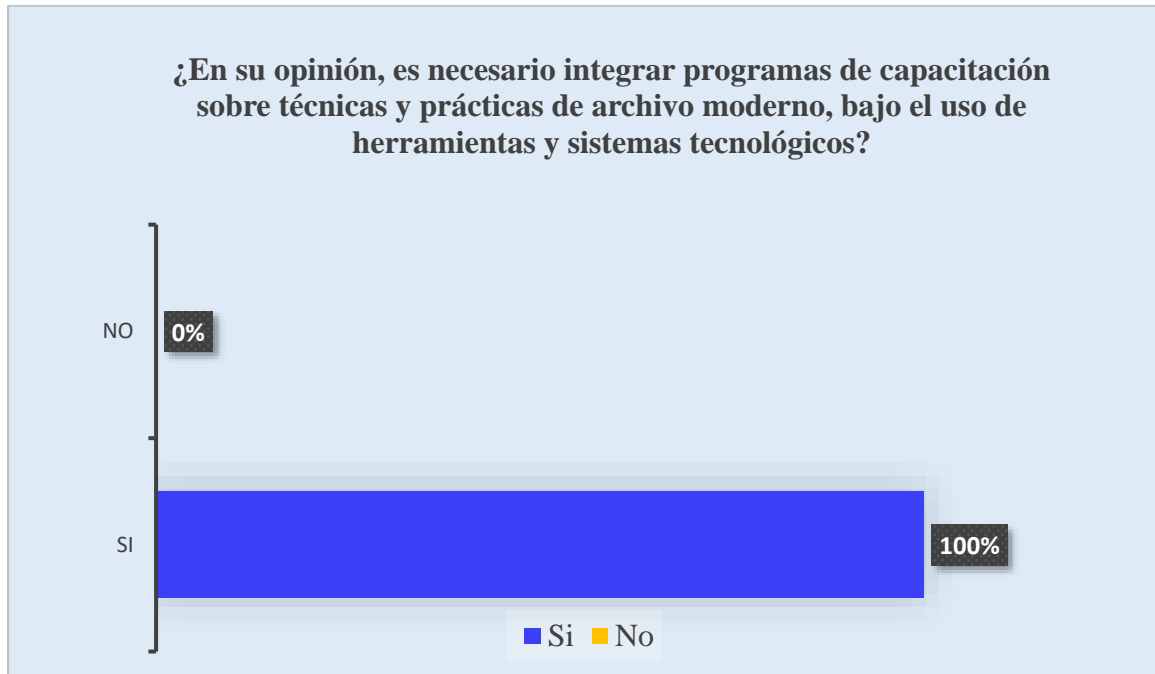 ¿En su opinión, es necesario integrar programas de capacitación
sobre técnicas y prácticas de archivo moderno, bajo el uso de
herramientas y sistemas tecnológicos?
NO
0%
SI
100%
Si No